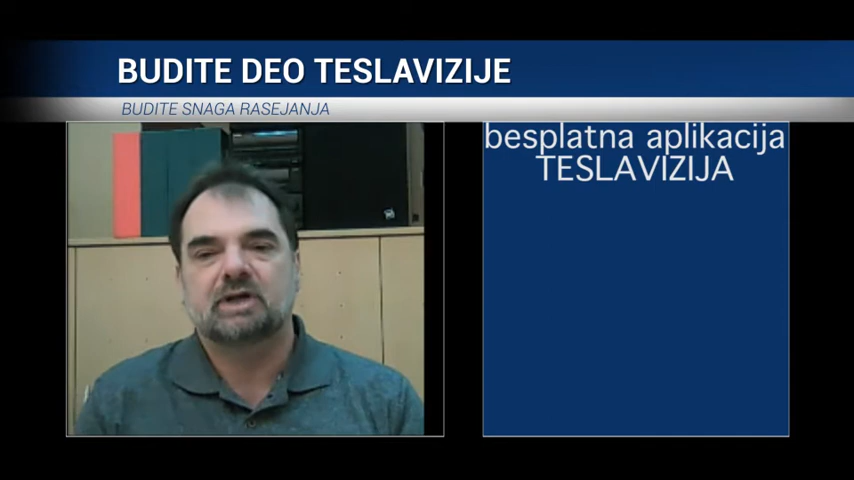 BUDITE DEO TESLAVIZIJE
BUDITE SNAGA RASEJANJA
besplatna aplikacija
TESLAVIZIJA